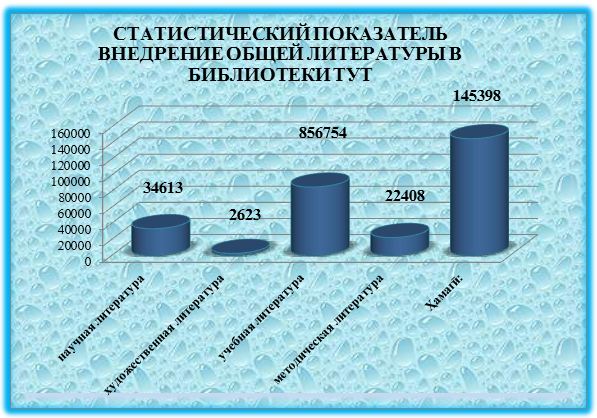 СТАТИСТИЧЕСКИЙ ПОКАЗАТЕЛЬ
ВНЕДРЕНИЕ ОБЩЕЙ ЛИТЕРАТУРЫ В
БИБЛИОТЕКИ ТУТ
145398
856754
34613
22408
2623
160000
140000
120000
100000
80000
60000
40000
20000
0
научная литература
художественная литература
учебная литература
методическая литература
Хамагӣ: